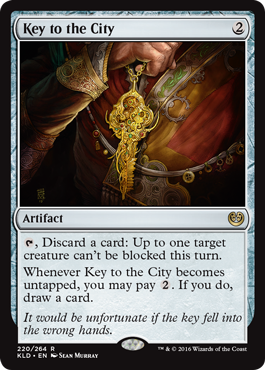 Key to the City 2
Artifact
, Discard a card: Up to one target
creature can't be blocked this turn.
Whenever Key to the City becomes
untapped, you may pay 2. If you do,
draw a card.
It would be unfortunate if the key fell into
the wrong hands.
220/264 R
KLD • EN SEAN MURRAY
™ & © 2016 Wizards of the Coast